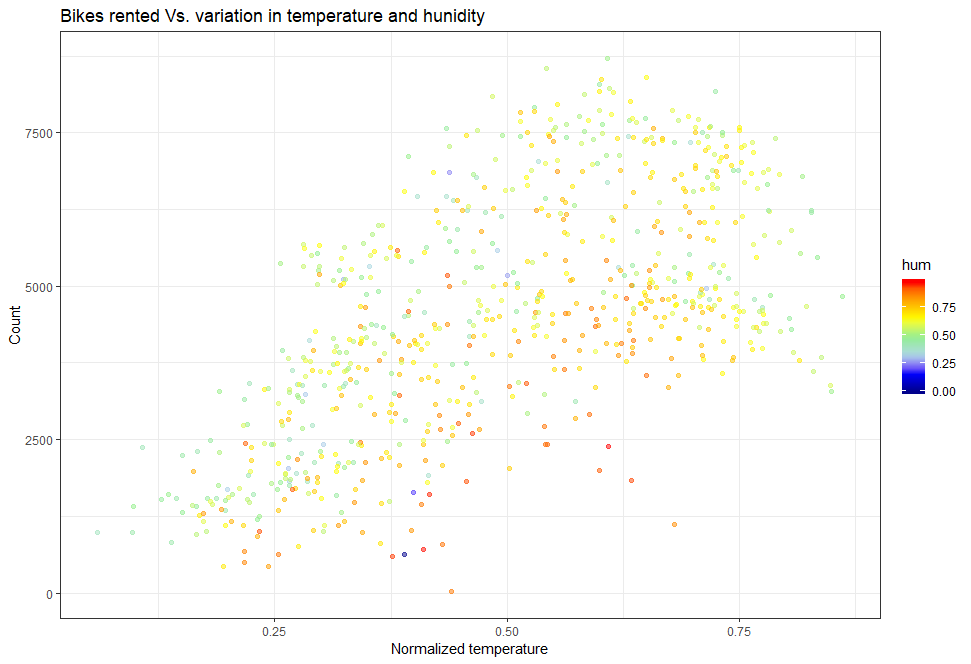 Bikes rented Vs. variation in temperature and hunidity
7500
5000
2500
0
Count
0.25 0.50 0.75
Normalized temperature
hum
0.75
0.50
0.25
0.00